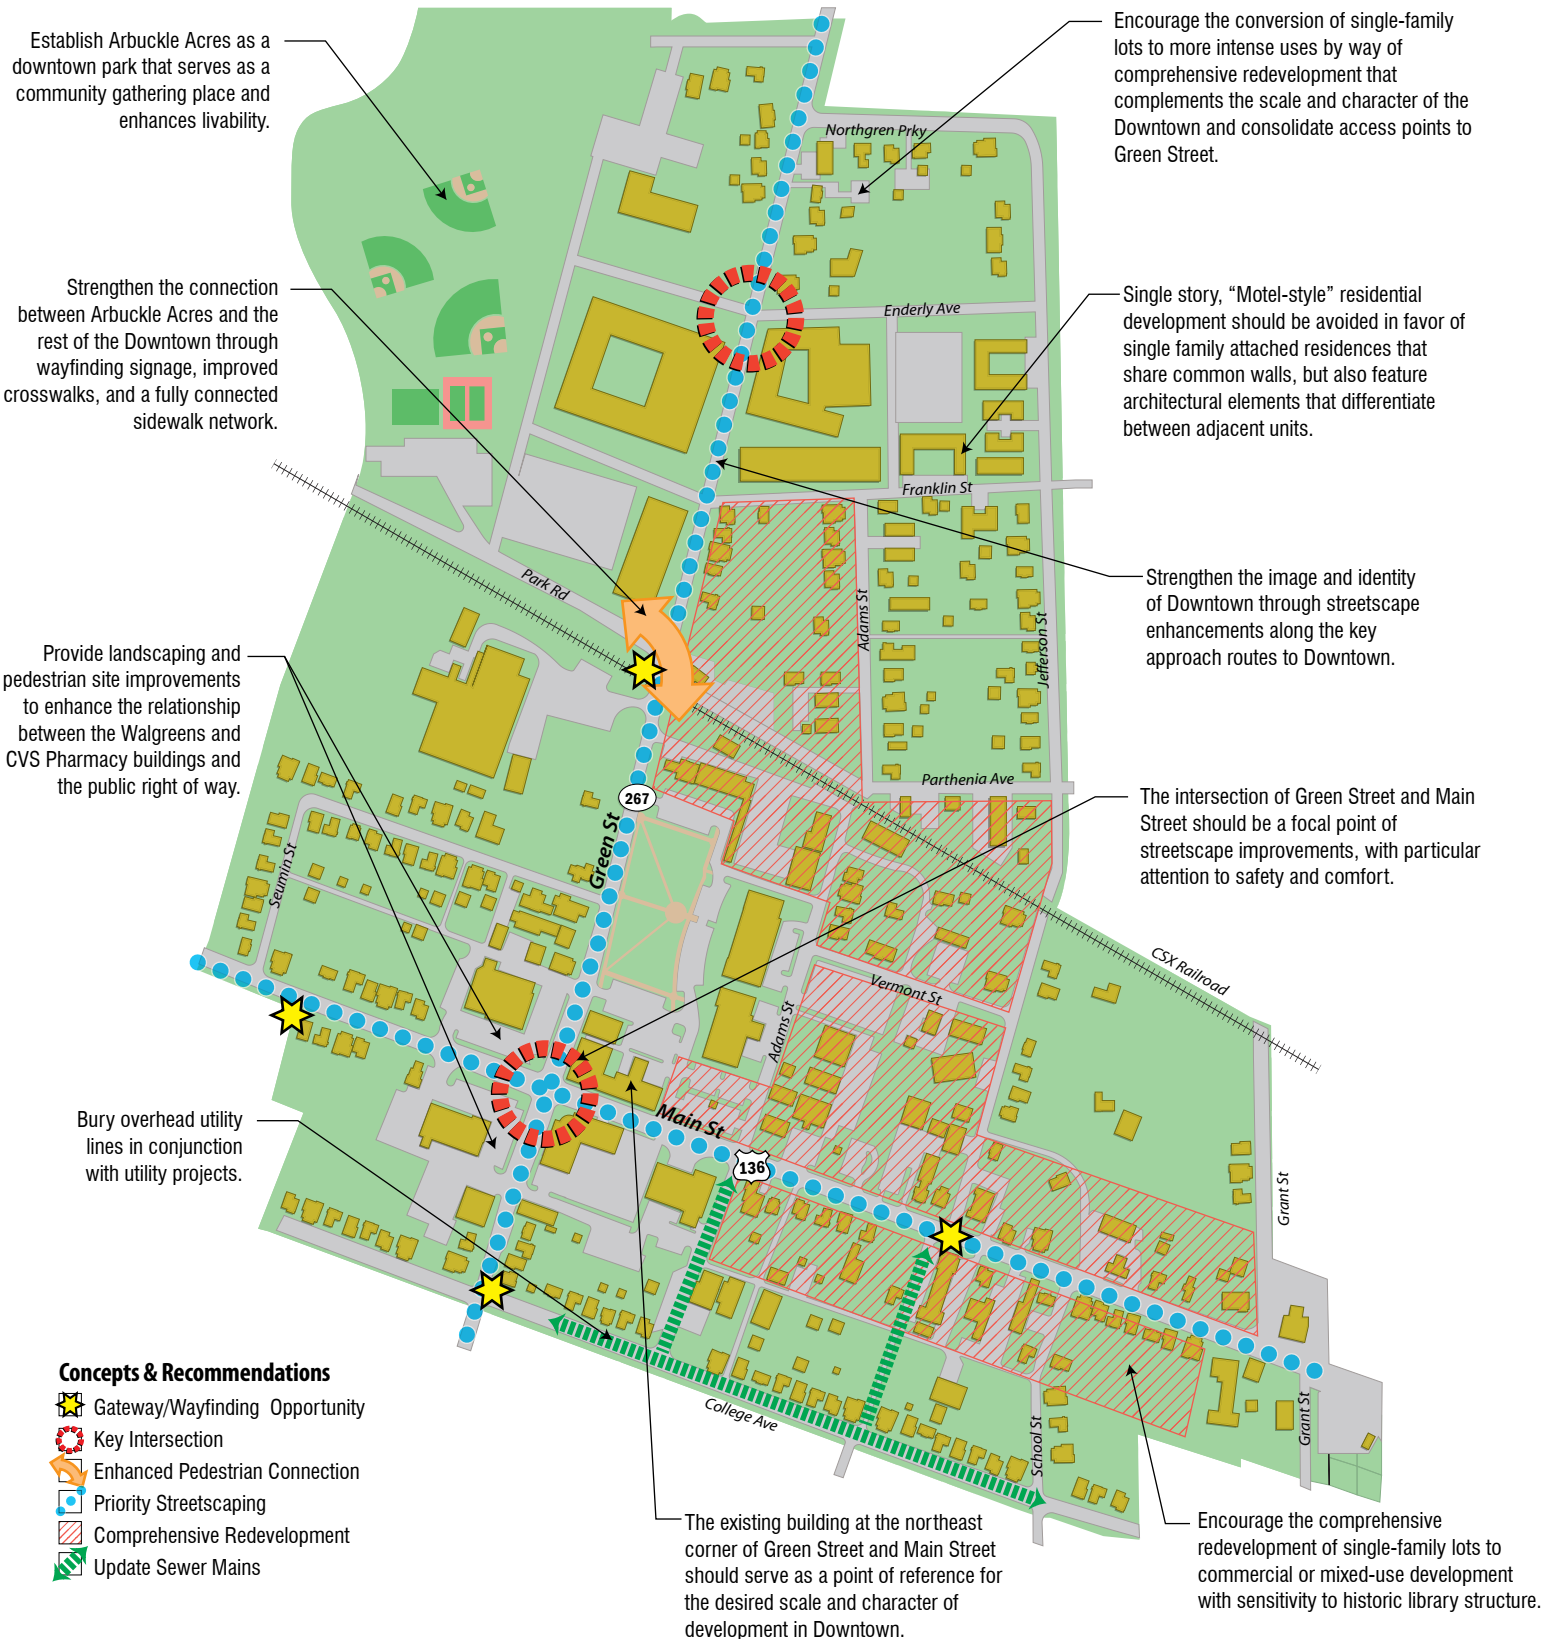 Establish Arbuckle Acres as a
downtown park that serves as a
community gathering place and
enhances livability.
Encourage the conversion of single-family
lots to more intense uses by way of
comprehensive redevelopment that
complements the scale and character of the
Downtown and consolidate access points to
Green Street.
Northgren Prky
Strengthen the connection
between Arbuckle Acres and the
rest of the Downtown through
wayfinding signage, improved
crosswalks, and a fully connected
sidewalk network.
Enderly Ave
Single story, “Motel-style” residential
development should be avoided in favor of
single family attached residences that
share common walls, but also feature
architectural elements that differentiate
between adjacent units.
Franklin St
Park Rd
Adams St
Jefferson St
Strengthen the image and identity
of Downtown through streetscape
enhancements along the key
approach routes to Downtown.
Provide landscaping and
pedestrian site improvements
to enhance the relationship
between the Walgreens and
CVS Pharmacy buildings and
the public right of way.
Parthenia Ave
267
Green St
Seumin St
The intersection of Green Street and Main
Street should be a focal point of
streetscape improvements, with particular
attention to safety and comfort.
CSX Railroad
Vermont St
Adams St
Main St
136
Bury overhead utility
lines in conjunction
with utility projects.
Grant St
College Ave
School St
Grant St
Concepts & Recommendations
Gateway/Wayfinding Opportunity
Key Intersection
Enhanced Pedestrian Connection
Priority Streetscaping
Comprehensive Redevelopment
Update Sewer Mains
The existing building at the northeast
corner of Green Street and Main Street
should serve as a point of reference for
the desired scale and character of
development in Downtown.
Encourage the comprehensive
redevelopment of single-family lots to
commercial or mixed-use development
with sensitivity to historic library structure.